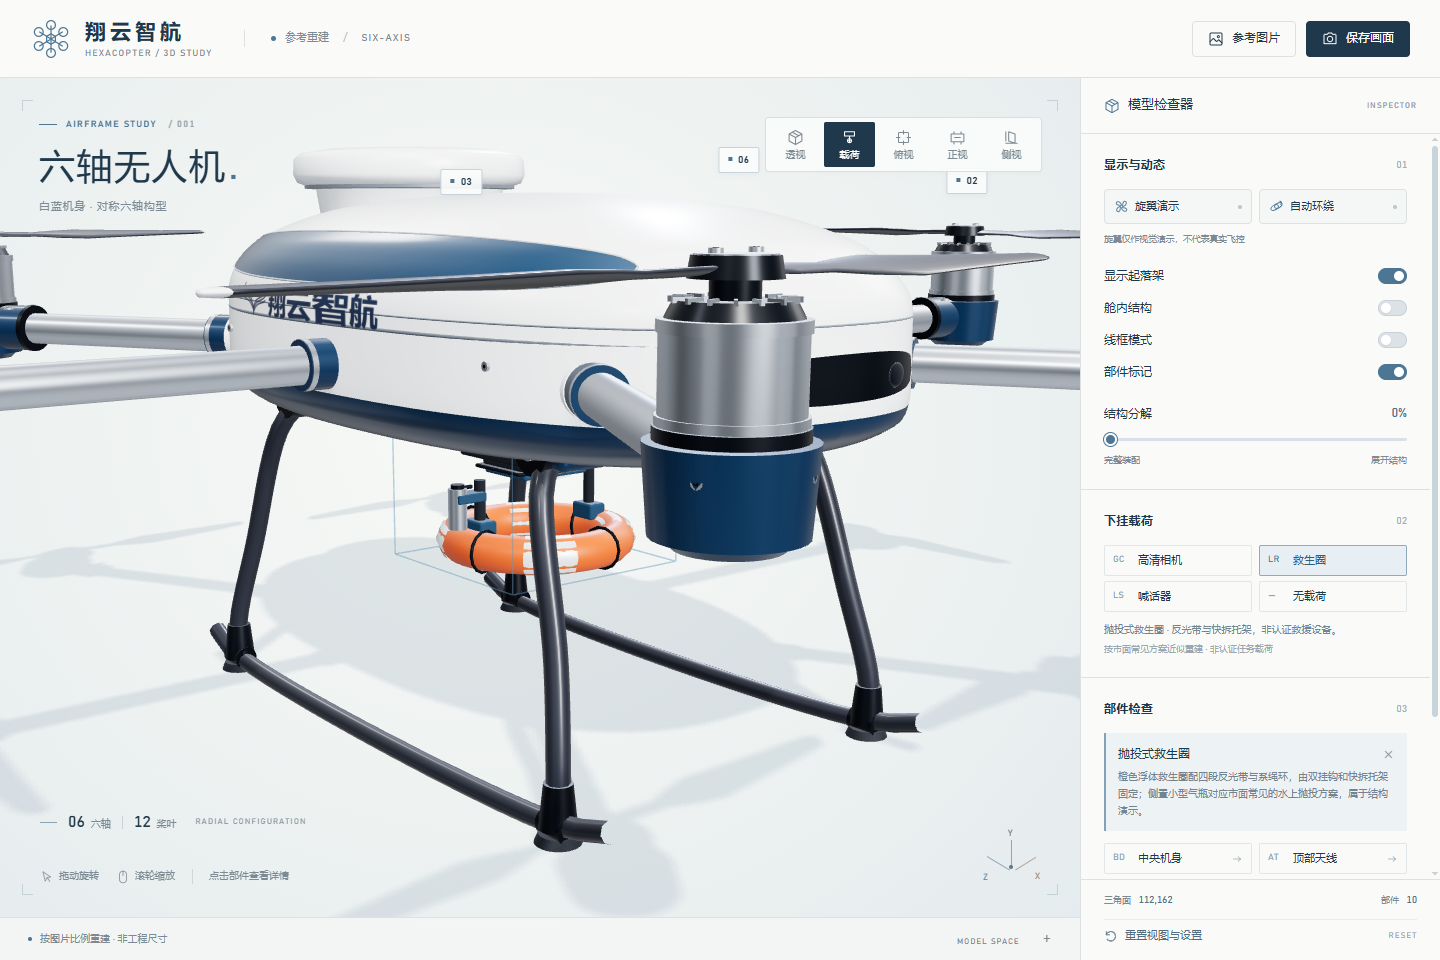 翔云智航
HEXACOPTER / 3D STUDY
参考重建 / SIX-AXIS
参考图片
保存画面
AIRFRAME STUDY / 001
六轴无人机.
白蓝机身 · 对称六轴构型
透视
载荷
俯视
正视
侧视
06
03
02
翔云智航
06 六轴
12 桨叶
RADIAL CONFIGURATION
拖动旋转
滚轮缩放
点击部件查看详情
Y
Z
X
按图片比例重建 · 非工程尺寸
MODEL SPACE +
模型检查器
INSPECTOR
显示与动态 01
旋翼演示
自动环绕
旋翼仅作视觉演示，不代表真实飞控
显示起落架
舱内结构
线框模式
部件标记
结构分解 0%
完整装配
展开结构
下挂载荷 02
GC 高清相机
LR 救生圈
LS 喊话器
— 无载荷
抛投式救生圈 · 反光带与快拆托架，非认证救援设备。
按市面常见方案近似重建 · 非认证任务载荷
部件检查 03
抛投式救生圈 ×
橙色浮体救生圈配四段反光带与系绳环，由双挂钩和快拆托架
固定；侧置小型气瓶对应市面常见的水上抛投方案，属于结构
演示。
BD 中央机身 →
AT 顶部天线 →
三角面 112,162
部件 10
重置视图与设置
RESET